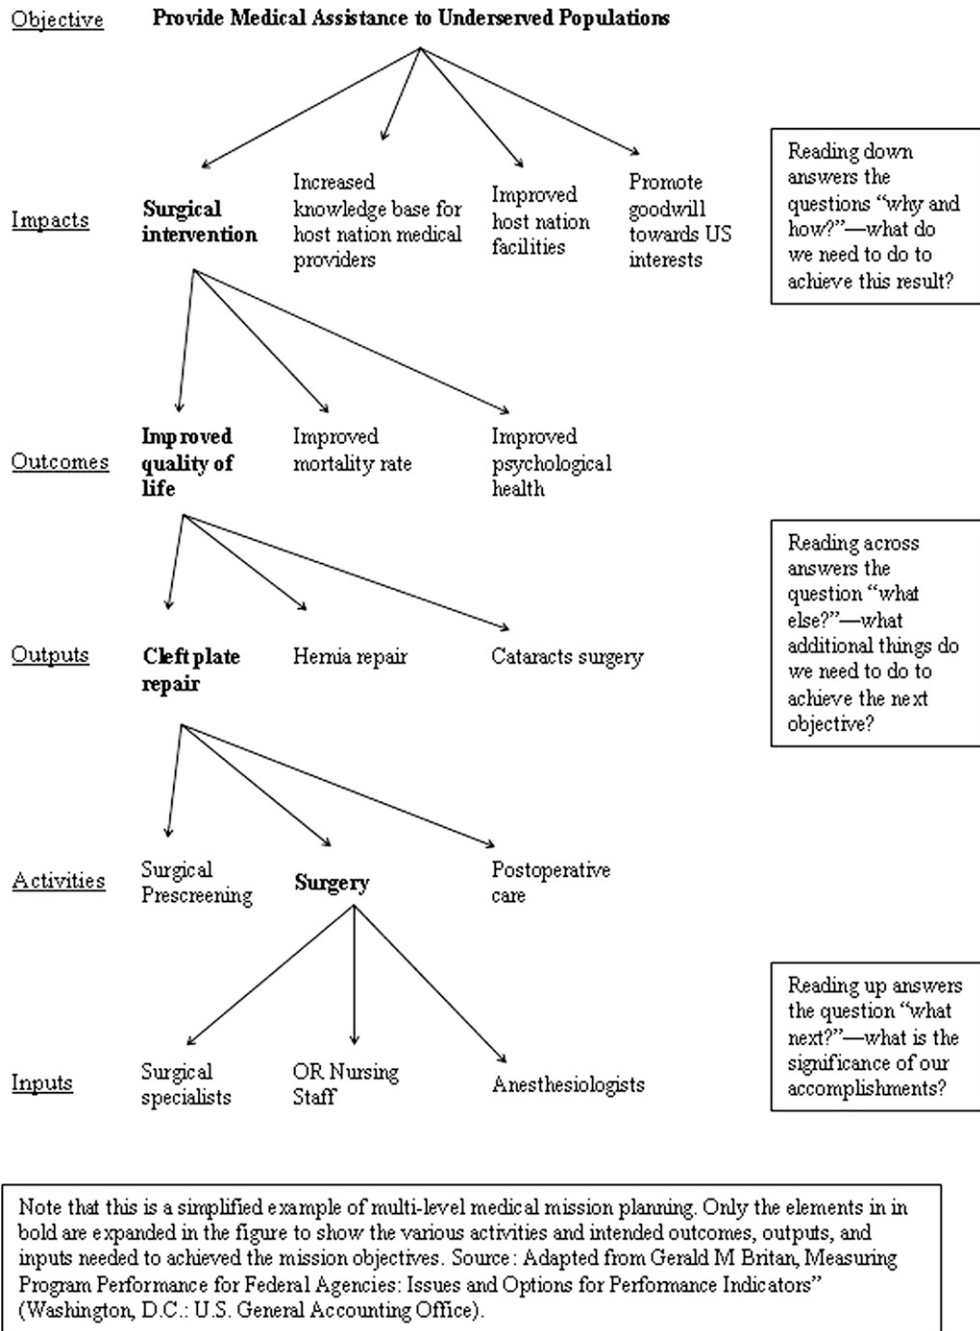 Objective
Provide Medical Assistance to Underserved Populations
Impacts
Surgical
intervention
Increased
knowledge base for
host nation medical
providers
Improved
host nation
facilities
Promote
goodwill
towards US
interests
Reading down
answers the
questions “why and
how?”—what do
we need to do to
achieve this result?
Outcomes
Improved
quality of
life
Improved
mortality rate
Improved
psychological
health
Reading across
answers the
question “what
else?”—what
additional things do
we need to do to
achieve the next
objective?
Outputs
Cleft plate
repair
Hernia repair
Cataracts surgery
Activities
Surgical
Prescreening
Surgery
Postoperative
care
Reading up answers
the question “what
next?”—what is the
significance of our
accomplishments?
Inputs
Surgical
specialists
OR Nursing
Staff
Anesthesiologists
Note that this is a simplified example of multi-level medical mission planning. Only the elements in in
bold are expanded in the figure to show the various activities and intended outcomes, outputs, and
inputs needed to achieved the mission objectives. Source: Adapted from Gerald M Britan, Measuring
Program Performance for Federal Agencies: Issues and Options for Performance Indicators”
(Washington, D.C.: U.S. General Accounting Office).